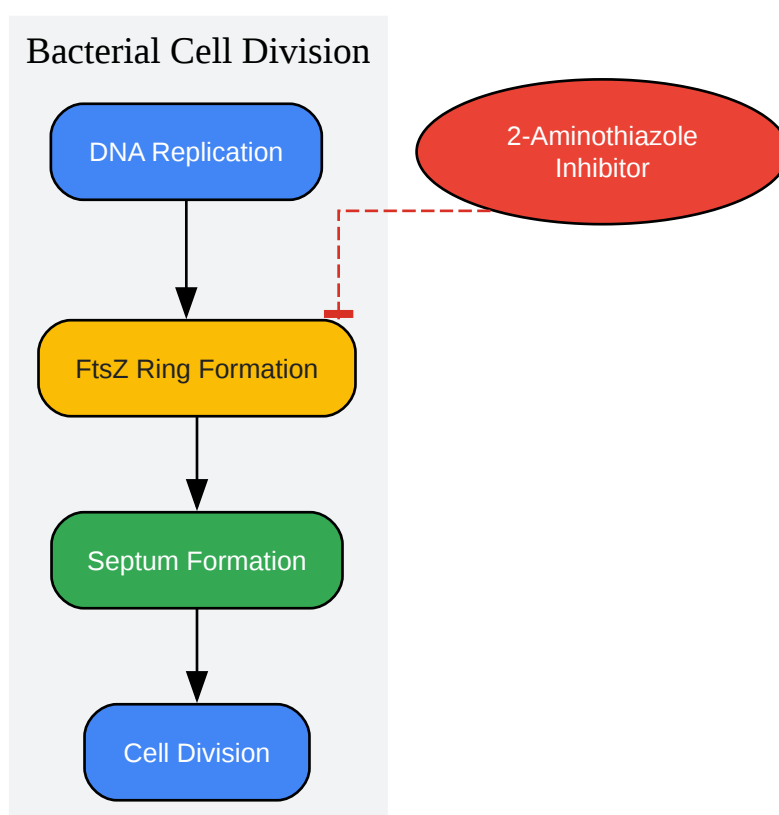 Bacterial Cell Division
DNA Replication
2-Aminothiazole
Inhibitor
FtsZ Ring Formation
Septum Formation
Cell Division